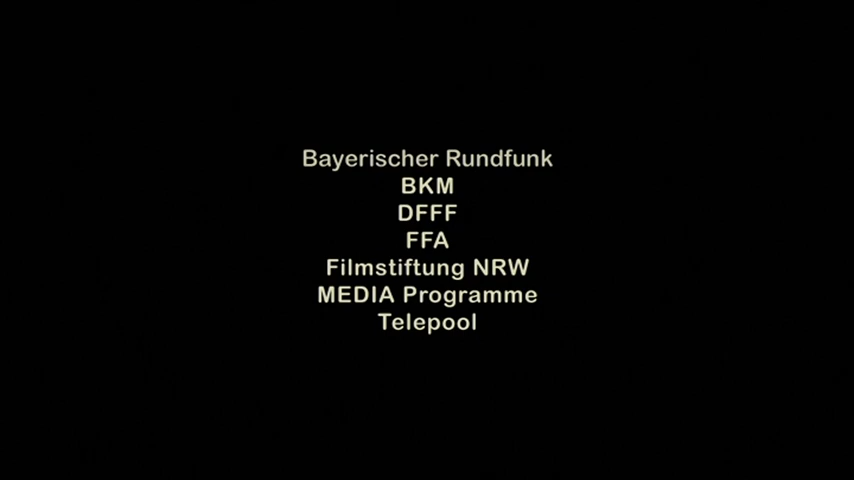 Bayerischer Rundfunk
BKM
DFFF
FFA
Filmstiftung NRW
MEDIA Programme
Telepool